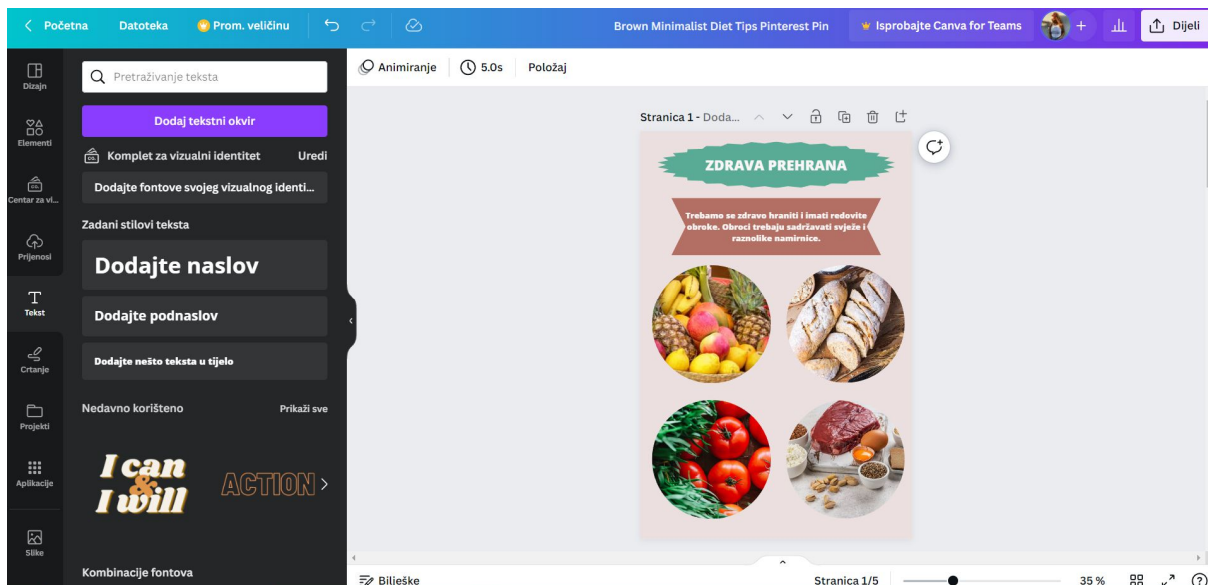 Početna Datoteka Prom. veličinu Brown Minimalist Diet Tips Pinterest Pin Isprobajte Canva for Teams + Dijeli
Dizajn
Elementi
Centar za vi...
Prijenosi
Tekst
Crtanje
Projekti
Aplikacije
Slike
Pretraživanje teksta
Dodaj tekstni okvir
CO.
Komplet za vizualni identitet Uredi
Dodajte fontove svojeg vizualnog identi...
Zadani stilovi teksta
Dodajte naslov
Dodajte podnaslov
Dodajte nešto teksta u tijelo
Nedavno korišteno Prikaži sve
I can
&
I will
ACTION
Kombinacije fontova
Animiranje 5.0s Položaj
Stranica 1 - Doda...
ZDRAVA PREHRANA
Trebamo se zdravo hraniti i imati redovite
obroke. Obroci trebaju sadržavati svježe i
raznolike namirnice.
Bilješke Stranica 1/5 35 %